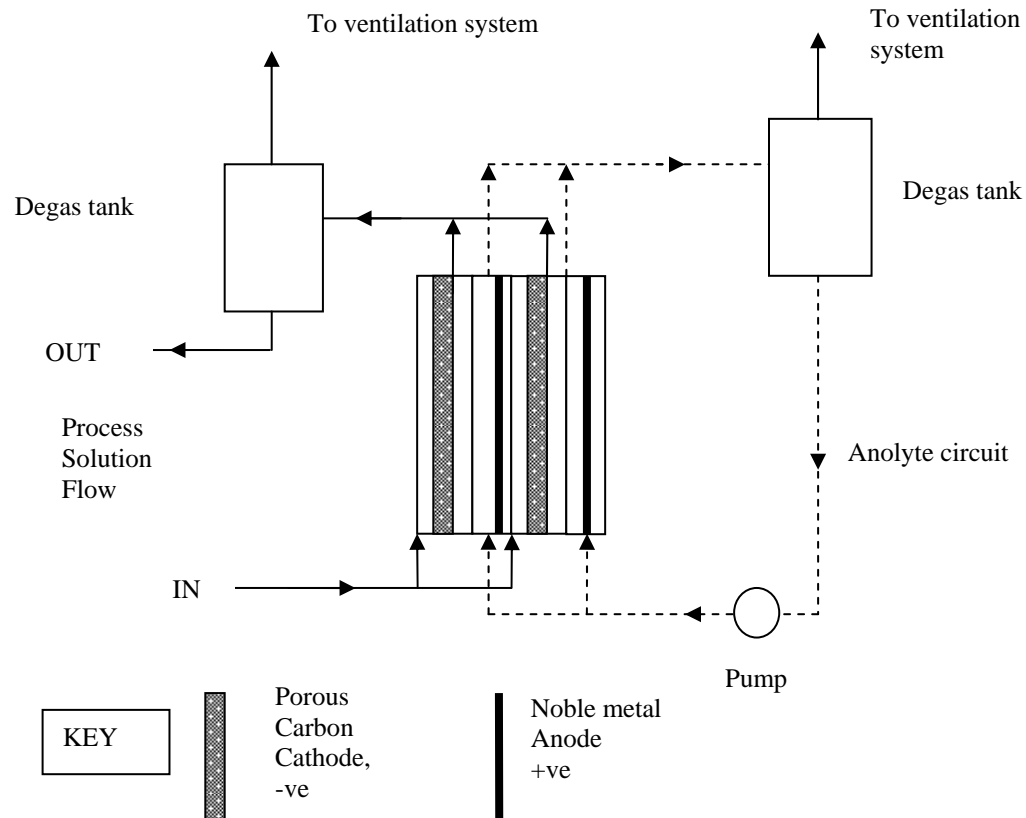 To ventilation system
To ventilation
system
Degas tank
Degas tank
OUT
Process
Solution
Flow
Anolyte circuit
IN
Pump
KEY
Porous
Carbon
Cathode,
-ve
Noble metal
Anode
+ve